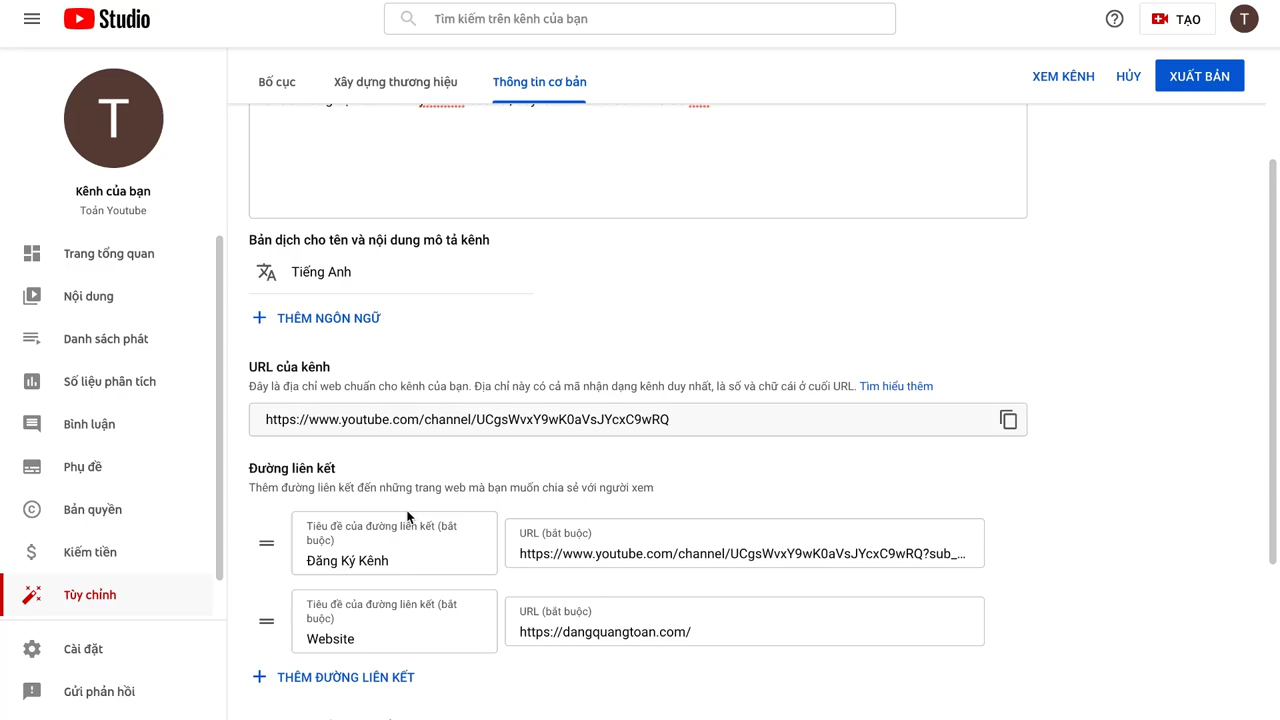 Studio
Tìm kiếm trên kênh của bạn
TẠO
T
T
Kênh của bạn
Toản Youtube
Trang tổng quan
Nội dung
Danh sách phát
Số liệu phân tích
Bình luận
Phụ đề
Bản quyền
Kiếm tiền
Tùy chỉnh
Cài đặt
Gửi phản hồi
Bố cục
Xây dựng thương hiệu
Thông tin cơ bản
XEM KÊNH
HỦY
XUẤT BẢN
Bản dịch cho tên và nội dung mô tả kênh
Tiếng Anh
THÊM NGÔN NGỮ
URL của kênh
Đây là địa chỉ web chuẩn cho kênh của bạn. Địa chỉ này có cả mã nhận dạng kênh duy nhất, là số và chữ cái ở cuối URL. Tìm hiểu thêm
https://www.youtube.com/channel/UCgsWvxY9wK0aVsJYcxC9wRQ
Đường liên kết
Thêm đường liên kết đến những trang web mà bạn muốn chia sẻ với người xem
Tiêu đề của đường liên kết (bắt
buộc)
Đăng Ký Kênh
URL (bắt buộc)
https://www.youtube.com/channel/UCgsWvxY9wK0aVsJYcxC9wRQ?sub_...
Tiêu đề của đường liên kết (bắt
buộc)
Website
URL (bắt buộc)
https://dangquangtoan.com/
THÊM ĐƯỜNG LIÊN KẾT